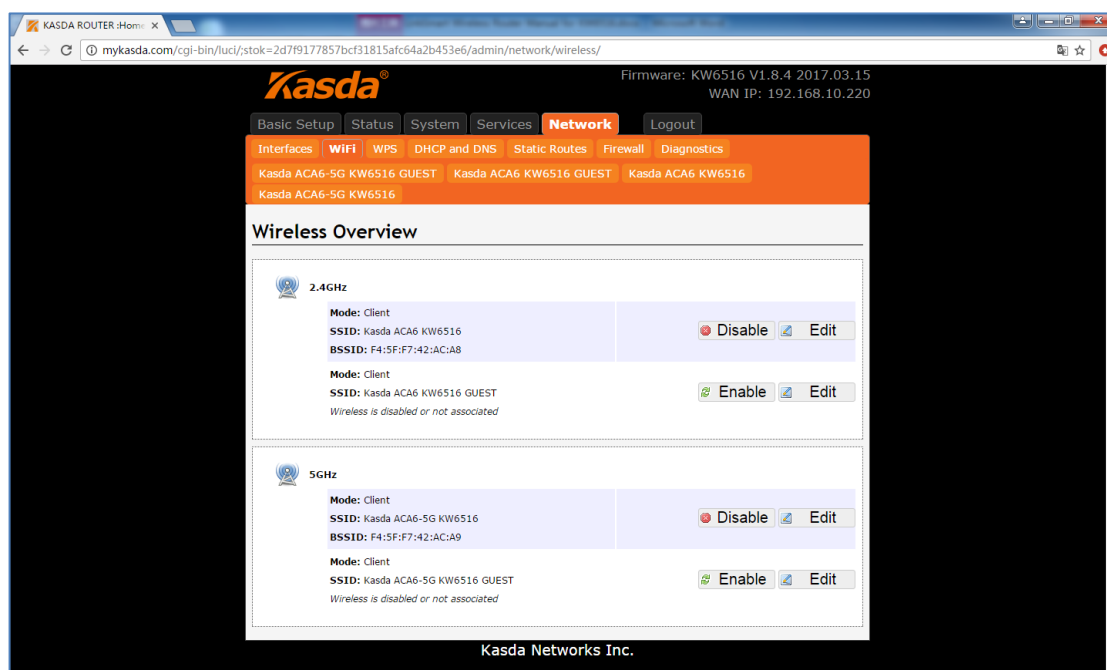 KASDA ROUTER :Home
mykasda.com/cgi-bin/luci/;stok=2d7f9177857bcf31815afc64a2b453e6/admin/network/wireless/
Kasda®
Firmware: KW6516 V1.8.4 2017.03.15
WAN IP: 192.168.10.220
Basic Setup Status System Services Network Logout
Interfaces WiFi WPS DHCP and DNS Static Routes Firewall Diagnostics
Kasda ACA6-5G KW6516 GUEST Kasda ACA6 KW6516 GUEST Kasda ACA6 KW6516
Kasda ACA6-5G KW6516
Wireless Overview
2.4GHz
Mode: Client
SSID: Kasda ACA6 KW6516
BSSID: F4:5F:F7:42:AC:A8
Disable Edit
Mode: Client
SSID: Kasda ACA6 KW6516 GUEST
Wireless is disabled or not associated
Enable Edit
5GHz
Mode: Client
SSID: Kasda ACA6-5G KW6516
BSSID: F4:5F:F7:42:AC:A9
Disable Edit
Mode: Client
SSID: Kasda ACA6-5G KW6516 GUEST
Wireless is disabled or not associated
Enable Edit
Kasda Networks Inc.